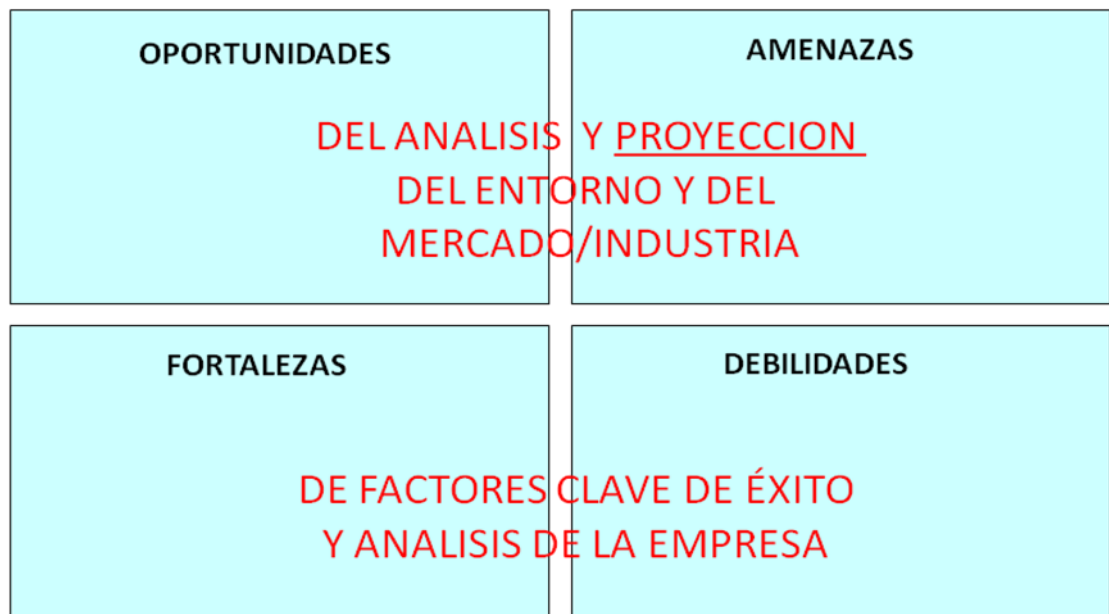 OPORTUNIDADES
AMENAZAS
DEL ANALISIS Y PROYECCION
DEL ENTORNO Y DEL
MERCADO/INDUSTRIA
FORTALEZAS
DEBILIDADES
DE FACTORES CLAVE DE ÉXITO
Y ANALISIS DE LA EMPRESA